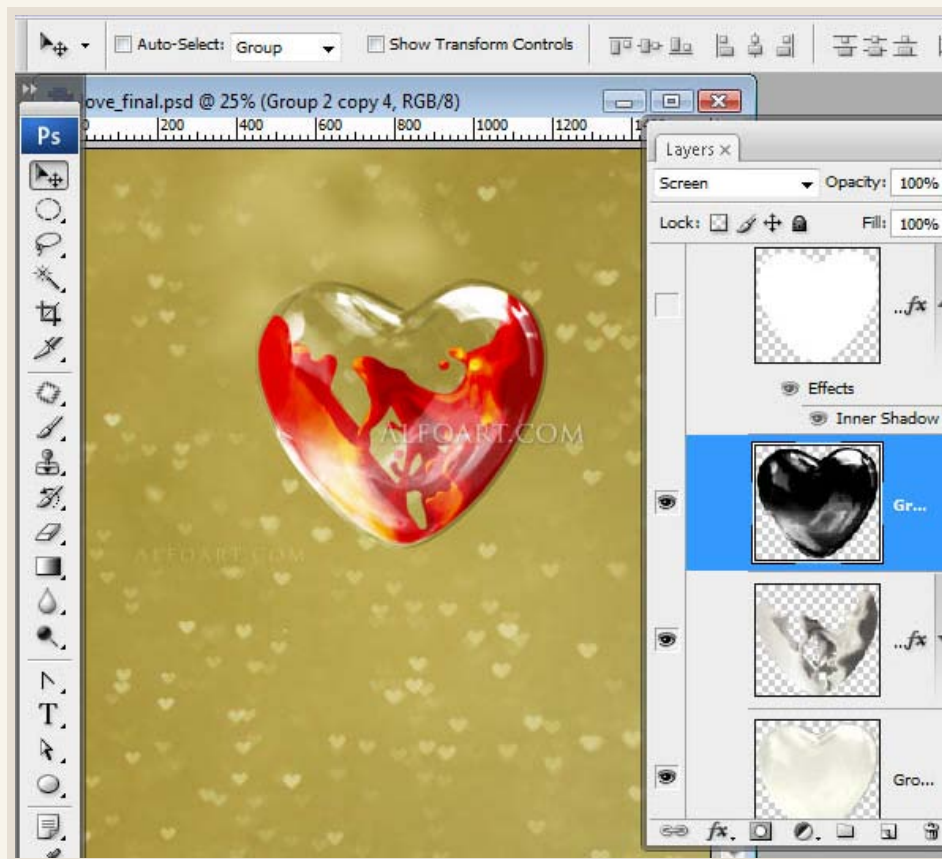 Auto-Select: Group Show Transform Controls
ove_final.psd @ 25% (Group 2 copy 4, RGB/8)
Ps
200 400 600 800 1000 1200
Layers
Screen Opacity: 100%
Lock: Fill: 100%
...fx
Effects
Inner Shadow
Gr...
...fx
Gro...
ALFOART.COM
ALFOART.COM
T
fx.